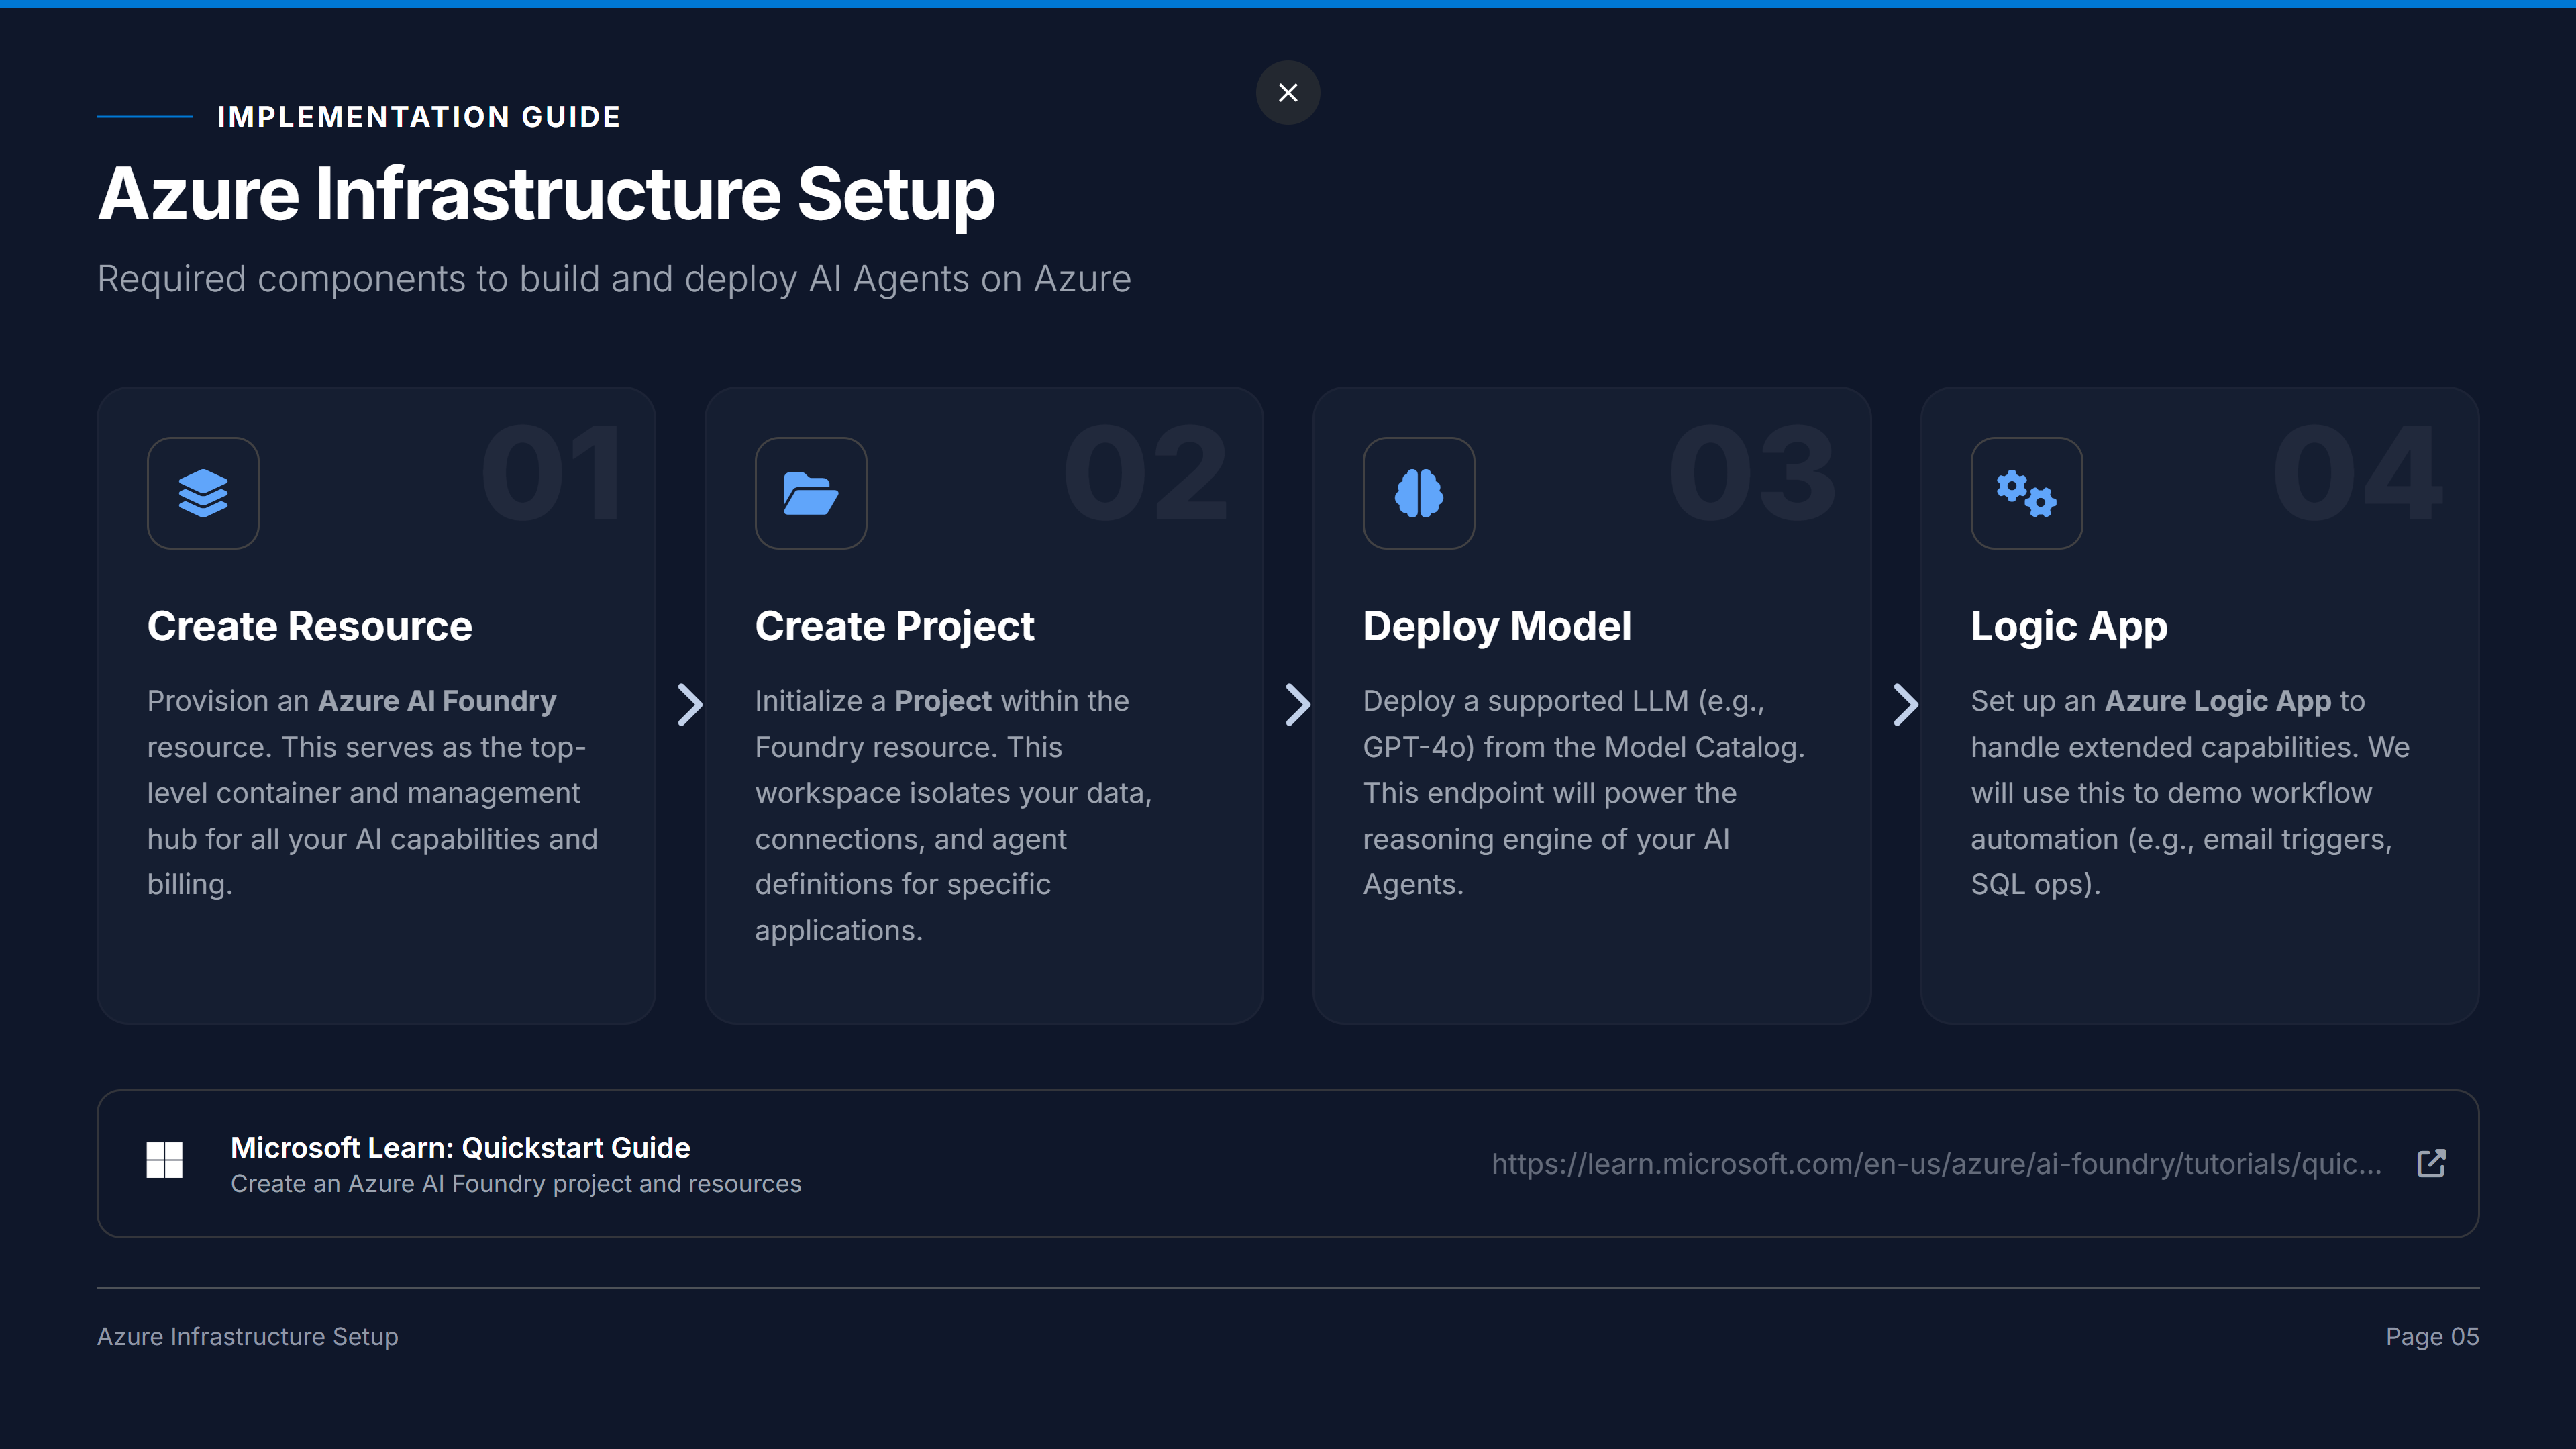 IMPLEMENTATION GUIDE
Azure Infrastructure Setup
Required components to build and deploy AI Agents on Azure
01
Create Resource
Provision an Azure AI Foundry
resource. This serves as the top-
level container and management
hub for all your AI capabilities and
billing.
02
Create Project
Initialize a Project within the
Foundry resource. This
workspace isolates your data,
connections, and agent
definitions for specific
applications.
03
Deploy Model
Deploy a supported LLM (e.g.,
GPT-4o) from the Model Catalog.
This endpoint will power the
reasoning engine of your AI
Agents.
04
Logic App
Set up an Azure Logic App to
handle extended capabilities. We
will use this to demo workflow
automation (e.g., email triggers,
SQL ops).
Microsoft Learn: Quickstart Guide
Create an Azure AI Foundry project and resources
https://learn.microsoft.com/en-us/azure/ai-foundry/tutorials/quic...
Azure Infrastructure Setup
Page 05